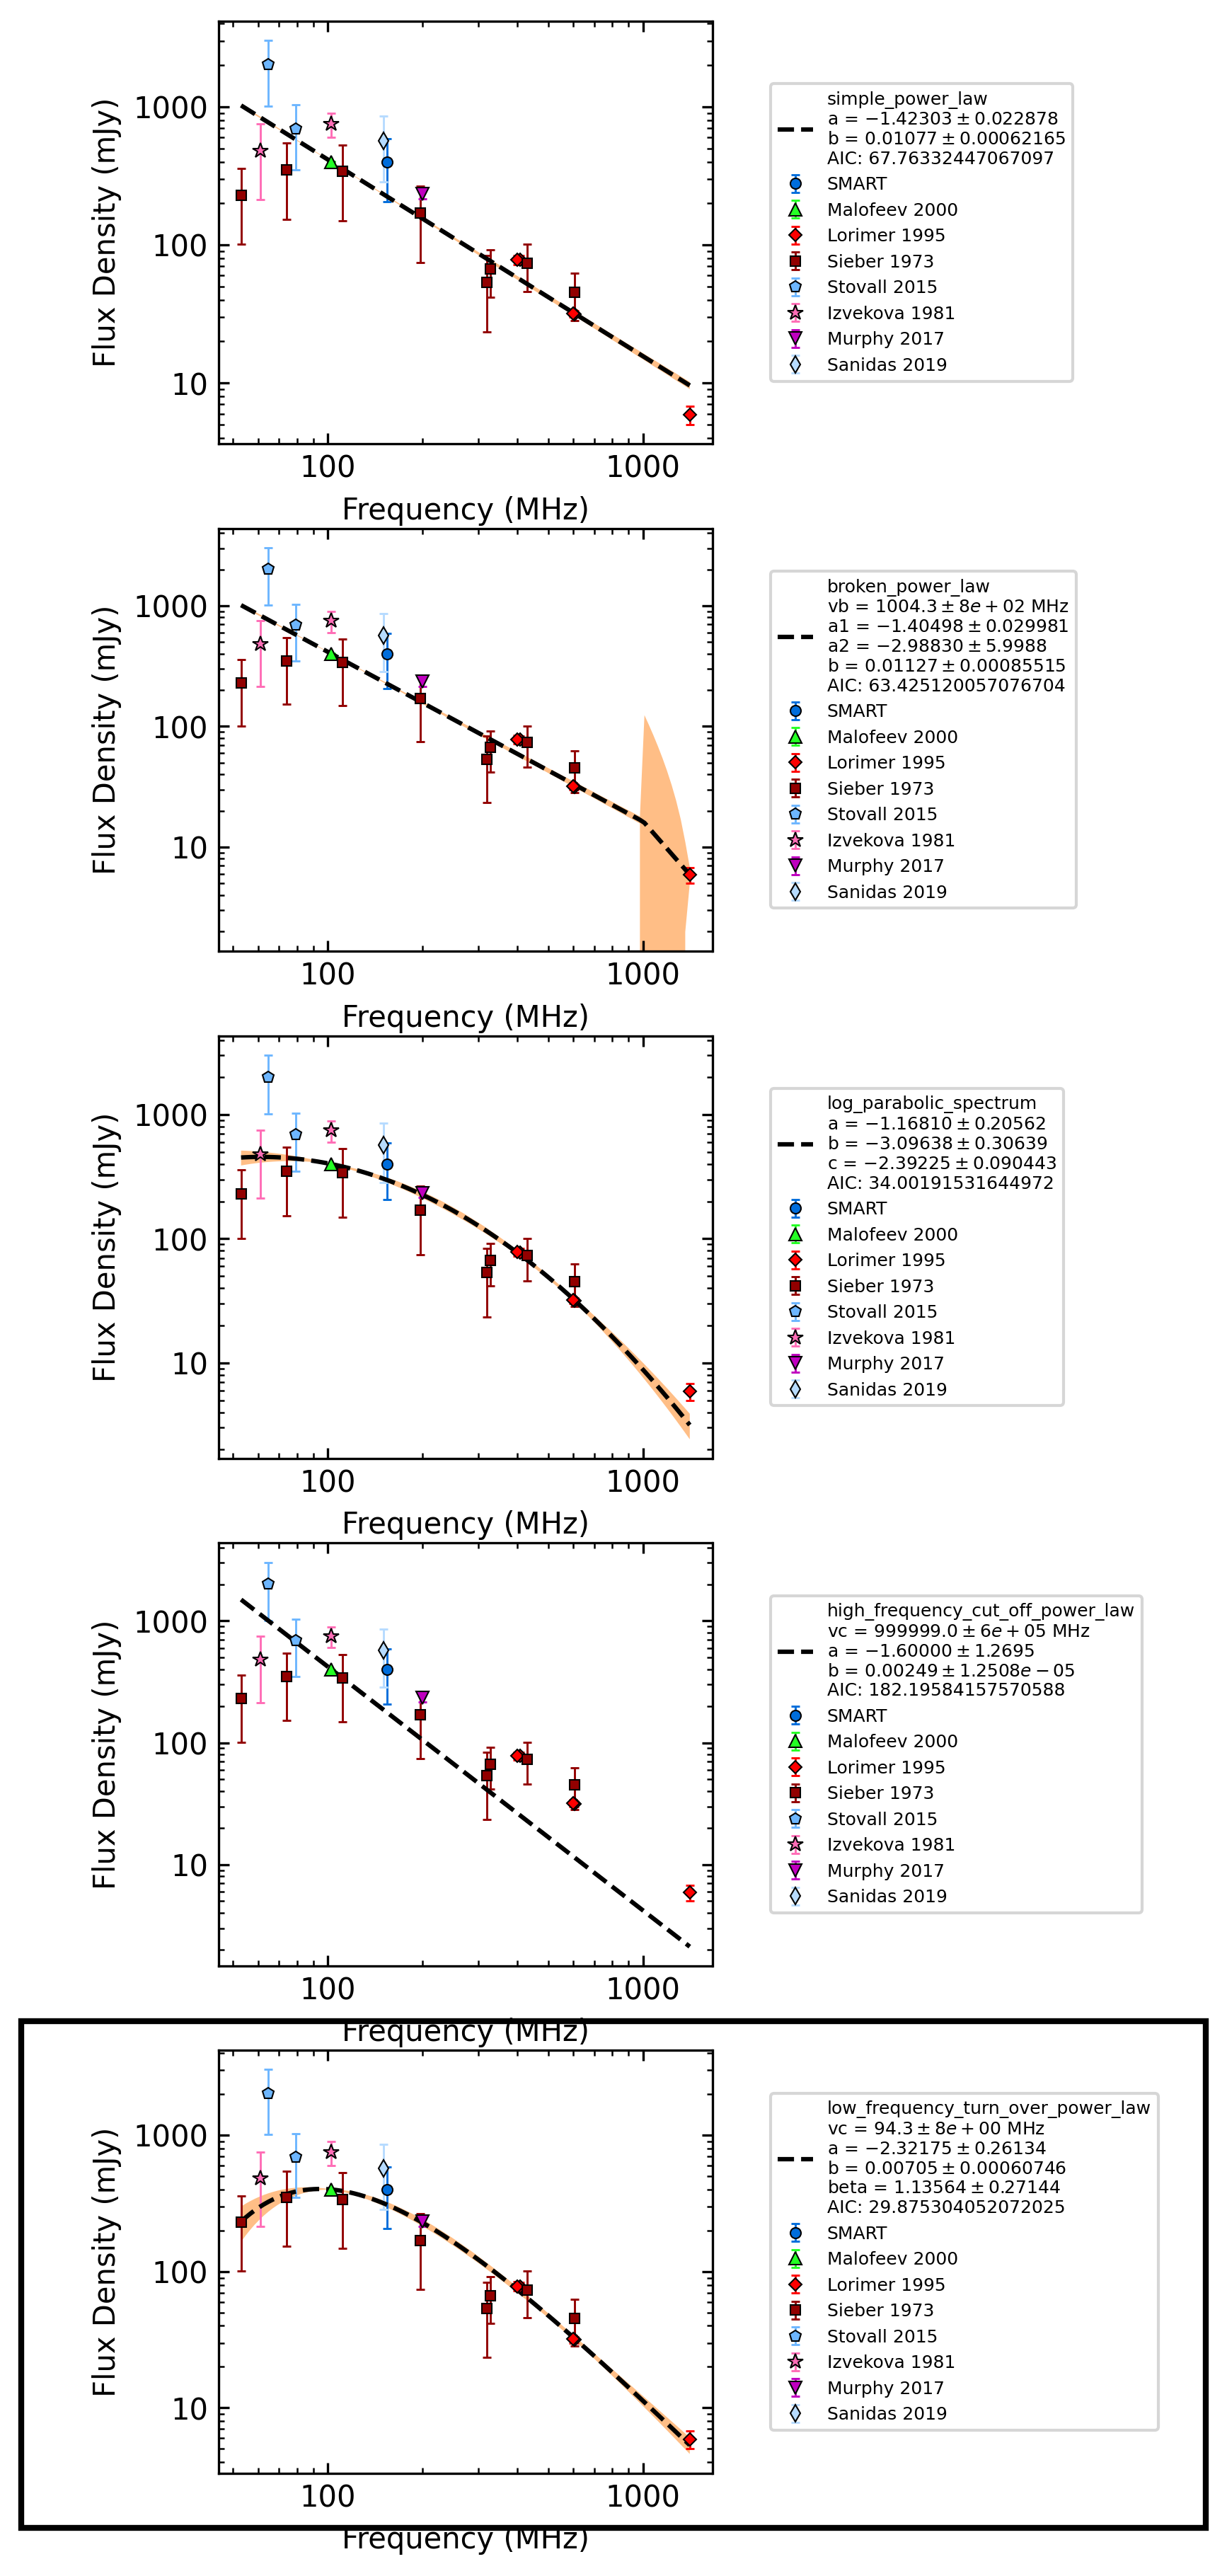 1000
100
10
Flux Density (mJy)
100
1000
Frequency (MHz)
simple_power_law
a = −1.42303 ± 0.022878
b = 0.01077 ± 0.00062165
AIC: 67.76332447067097
SMART
Malofeev 2000
Lorimer 1995
Sieber 1973
Stovall 2015
Izvekova 1981
Murphy 2017
Sanidas 2019
1000
100
10
Flux Density (mJy)
100
1000
Frequency (MHz)
broken_power_law
vb = 1004.3 ± 8e + 02 MHz
a1 = −1.40498 ± 0.029981
a2 = −2.98830 ± 5.9988
b = 0.01127 ± 0.00085515
AIC: 63.425120057076704
SMART
Malofeev 2000
Lorimer 1995
Sieber 1973
Stovall 2015
Izvekova 1981
Murphy 2017
Sanidas 2019
1000
100
10
Flux Density (mJy)
100
1000
Frequency (MHz)
log_parabolic_spectrum
a = −1.16810 ± 0.20562
b = −3.09638 ± 0.30639
c = −2.39225 ± 0.090443
AIC: 34.00191531644972
SMART
Malofeev 2000
Lorimer 1995
Sieber 1973
Stovall 2015
Izvekova 1981
Murphy 2017
Sanidas 2019
1000
100
10
Flux Density (mJy)
100
1000
Frequency (MHz)
high_frequency_cut_off_power_law
vc = 999999.0 ± 6e + 05 MHz
a = −1.60000 ± 1.2695
b = 0.00249 ± 1.2508e − 05
AIC: 182.19584157570588
SMART
Malofeev 2000
Lorimer 1995
Sieber 1973
Stovall 2015
Izvekova 1981
Murphy 2017
Sanidas 2019
1000
100
10
Flux Density (mJy)
100
1000
Frequency (MHz)
low_frequency_turn_over_power_law
vc = 94.3 ± 8e + 00 MHz
a = −2.32175 ± 0.26134
b = 0.00705 ± 0.00060746
beta = 1.13564 ± 0.27144
AIC: 29.875304052072025
SMART
Malofeev 2000
Lorimer 1995
Sieber 1973
Stovall 2015
Izvekova 1981
Murphy 2017
Sanidas 2019